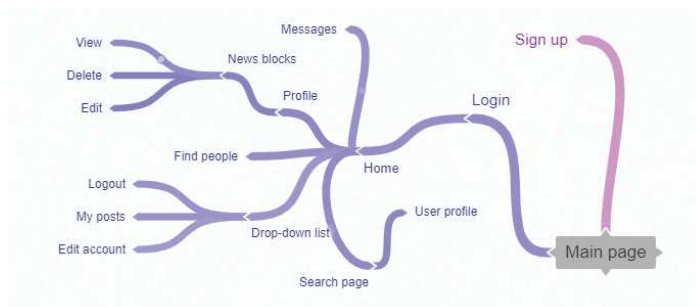 Messages
Sign up
View
News blocks
Delete
Profile
Edit
Login
Find people
Home
Logout
My posts
User profile
Drop-down list
Edit account
Main page
Search page